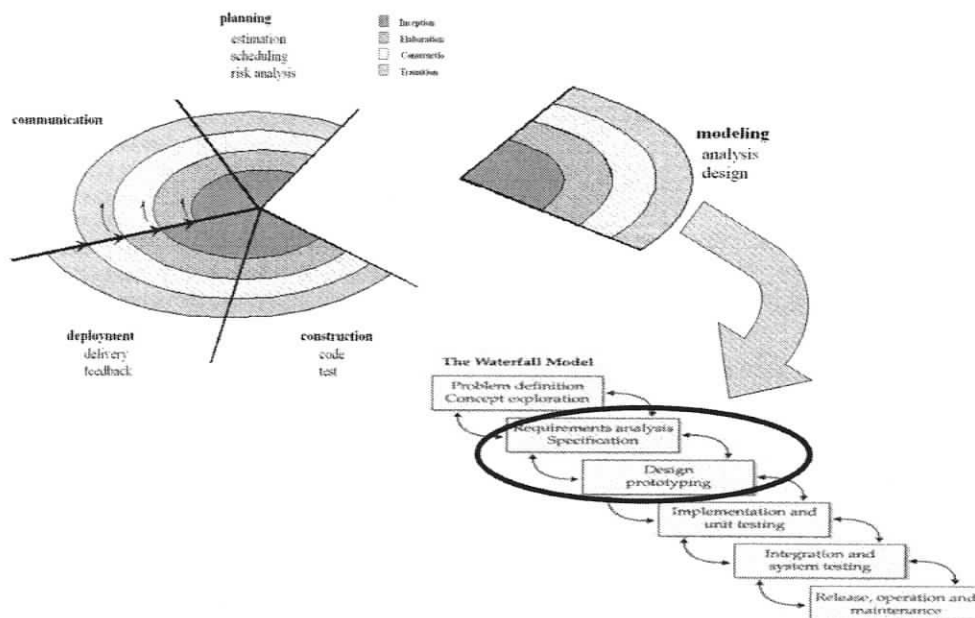 planning
estimation
scheduling
risk analysis
Inception
Elaboration
Constructio
Transition
communication
modeling
analysis
design
deployment
delivery
feedback
construction
code
test
The Waterfall Model
Problem definition
Concept exploration
Requirements analysis
Specification
Design
prototyping
Implementation and
unit testing
Integration and
system testing
Release, operation and
maintenance